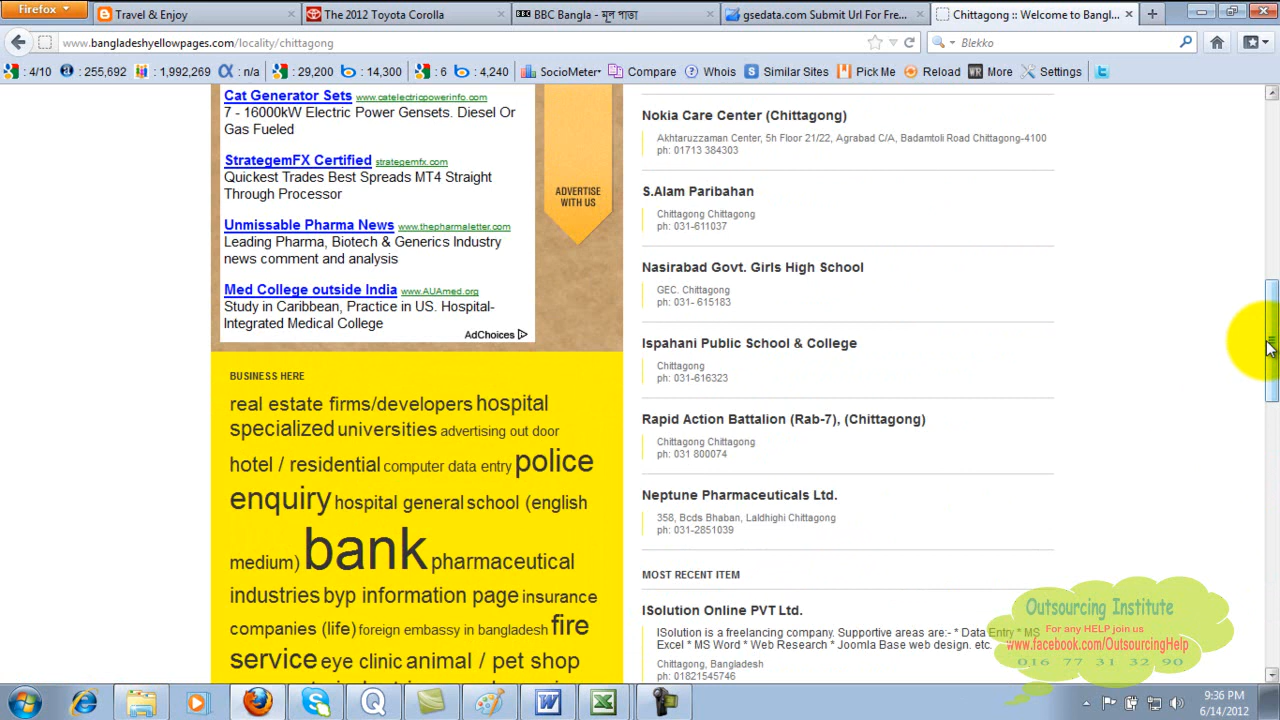 Firefox
Travel & Enjoy
The 2012 Toyota Corolla
BBC Bangla - মূল পাতা
gsedata.com Submit Url For Fre...
Chittagong :: Welcome to Bangl...
www.bangladeshyellowpages.com/locality/chittagong
Blekko
: 4/10 : 255,692 : 1,992,269 : n/a : 29,200 : 14,300 : 6 : 4,240 SocioMeter Compare Whois Similar Sites Pick Me Reload More Settings
Cat Generator Sets www.catelectricpowerinfo.com
7 - 16000kW Electric Power Gensets. Diesel Or
Gas Fueled
StrategemFX Certified strategemfx.com
Quickest Trades Best Spreads MT4 Straight
Through Processor
Unmissable Pharma News www.thepharmaletter.com
Leading Pharma, Biotech & Generics Industry
news comment and analysis
Med College outside India www.AUAmed.org
Study in Caribbean, Practice in US. Hospital-
Integrated Medical College
AdChoices
ADVERTISE
WITH US
BUSINESS HERE
real estate firms/developers hospital
specialized universities advertising out door
hotel / residential computer data entry police
enquiry hospital general school (english
medium) bank pharmaceutical
industries byp information page insurance
companies (life) foreign embassy in bangladesh fire
service eye clinic animal / pet shop
Nokia Care Center (Chittagong)
Akhtaruzzaman Center, 5h Floor 21/22, Agrabad C/A, Badamtoli Road Chittagong-4100
ph: 01713 384303
S.Alam Paribahan
Chittagong Chittagong
ph: 031-611037
Nasirabad Govt. Girls High School
GEC. Chittagong
ph: 031- 615183
Ispahani Public School & College
Chittagong
ph: 031-616323
Rapid Action Battalion (Rab-7), (Chittagong)
Chittagong Chittagong
ph: 031 800074
Neptune Pharmaceuticals Ltd.
358, Bcds Bhaban, Laldhighi Chittagong
ph: 031-2851039
MOST RECENT ITEM
ISolution Online PVT Ltd.
ISolution is a freelancing company. Supportive areas are:- * Data Entry * MS
Excel * MS Word * Web Research * Joomla Base web design. etc.
Chittagong, Bangladesh
ph: 01821545746
Outsourcing Institute
For any HELP join us
www.facebook.com/OutsourcingHelp
016 77 31 32 90
9:36 PM
6/14/2012